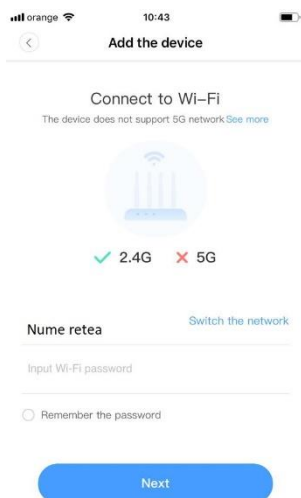 orange 10:43
Add the device
Connect to Wi-Fi
The device does not support 5G network See more
2.4G 5G
Nume retea Switch the network
Input Wi-Fi password
Remember the password
Next